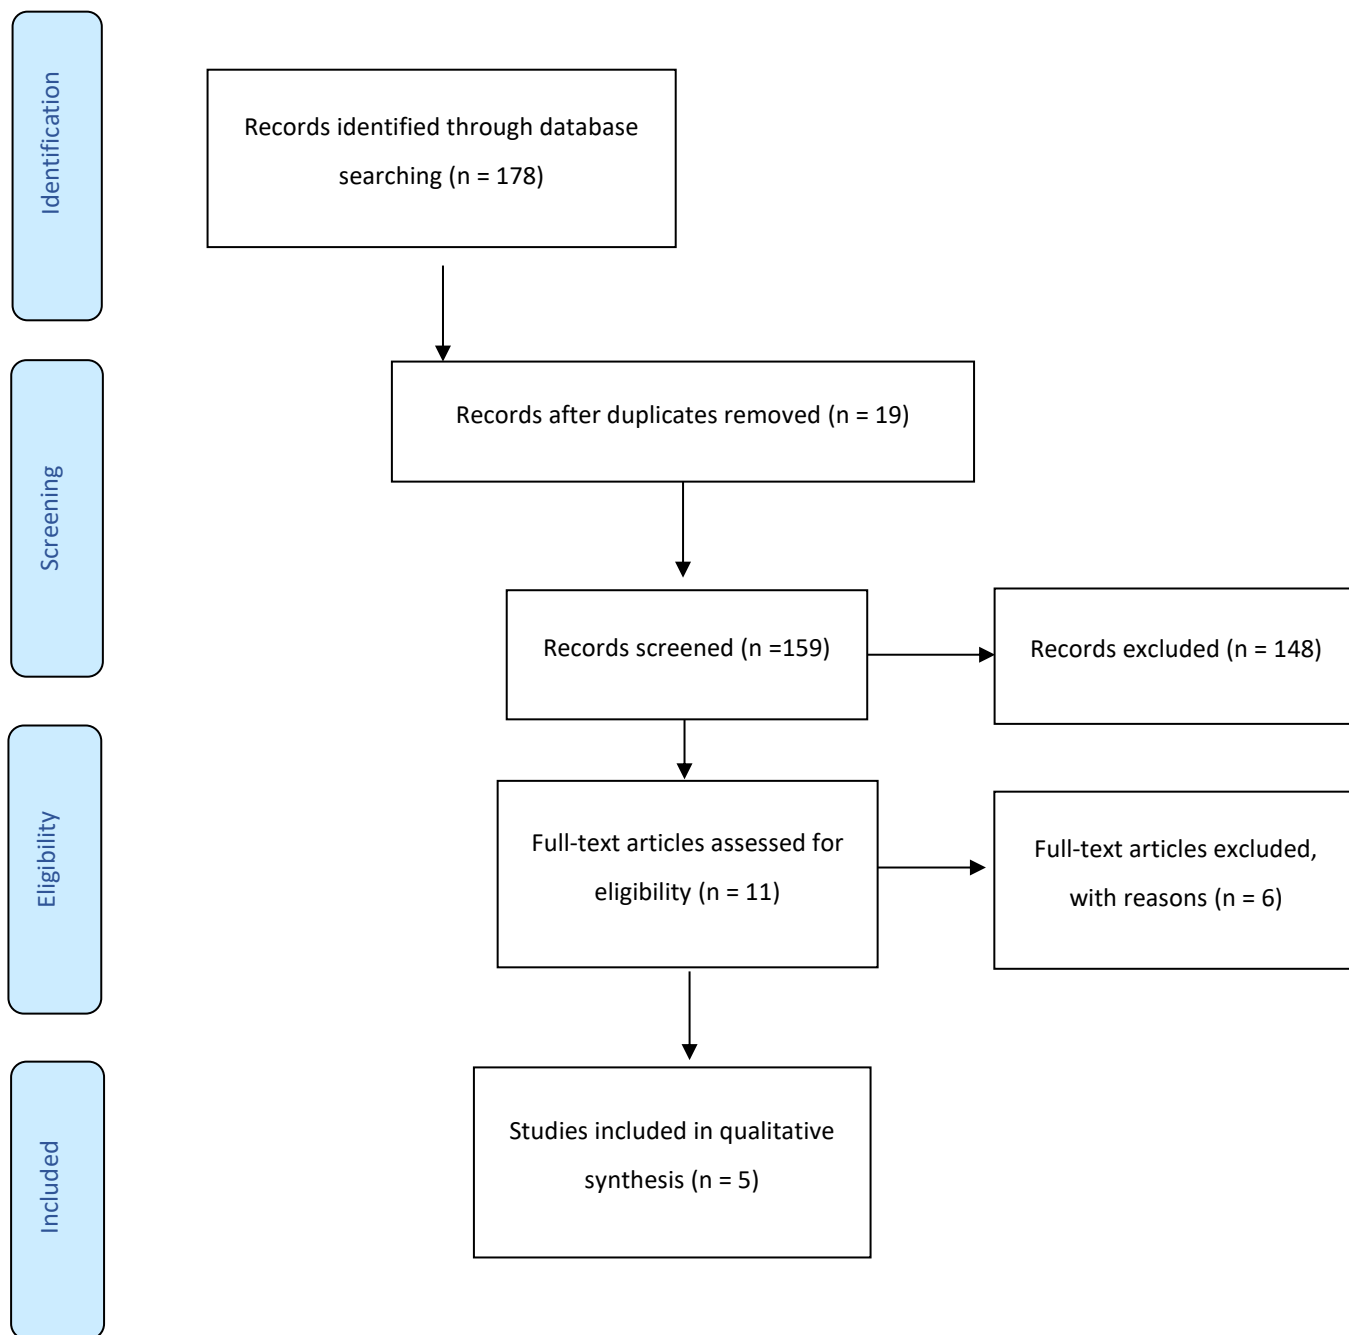 Identification
Records identified through database
searching (n = 178)
Records after duplicates removed (n = 19)
Screening
Records screened (n =159)
Records excluded (n = 148)
Eligibility
Full-text articles assessed for
eligibility (n = 11)
Full-text articles excluded,
with reasons (n = 6)
Included
Studies included in qualitative
synthesis (n = 5)